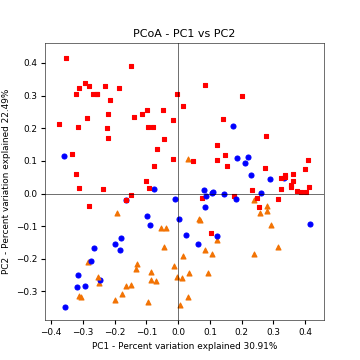 PCoA - PC1 vs PC2
PC2 - Percent variation explained 22.49%
0.4
0.3
0.2
0.1
0.0
−0.1
−0.2
−0.3
−0.4 −0.3 −0.2 −0.1 0.0 0.1 0.2 0.3 0.4
PC1 - Percent variation explained 30.91%